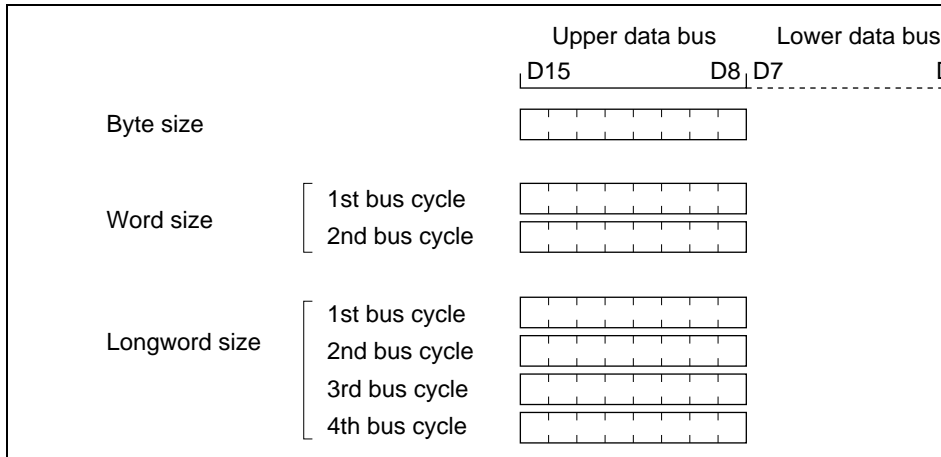 Upper data bus Lower data bus
D15 D8 D7
Byte size
Word size
1st bus cycle
2nd bus cycle
Longword size
1st bus cycle
2nd bus cycle
3rd bus cycle
4th bus cycle